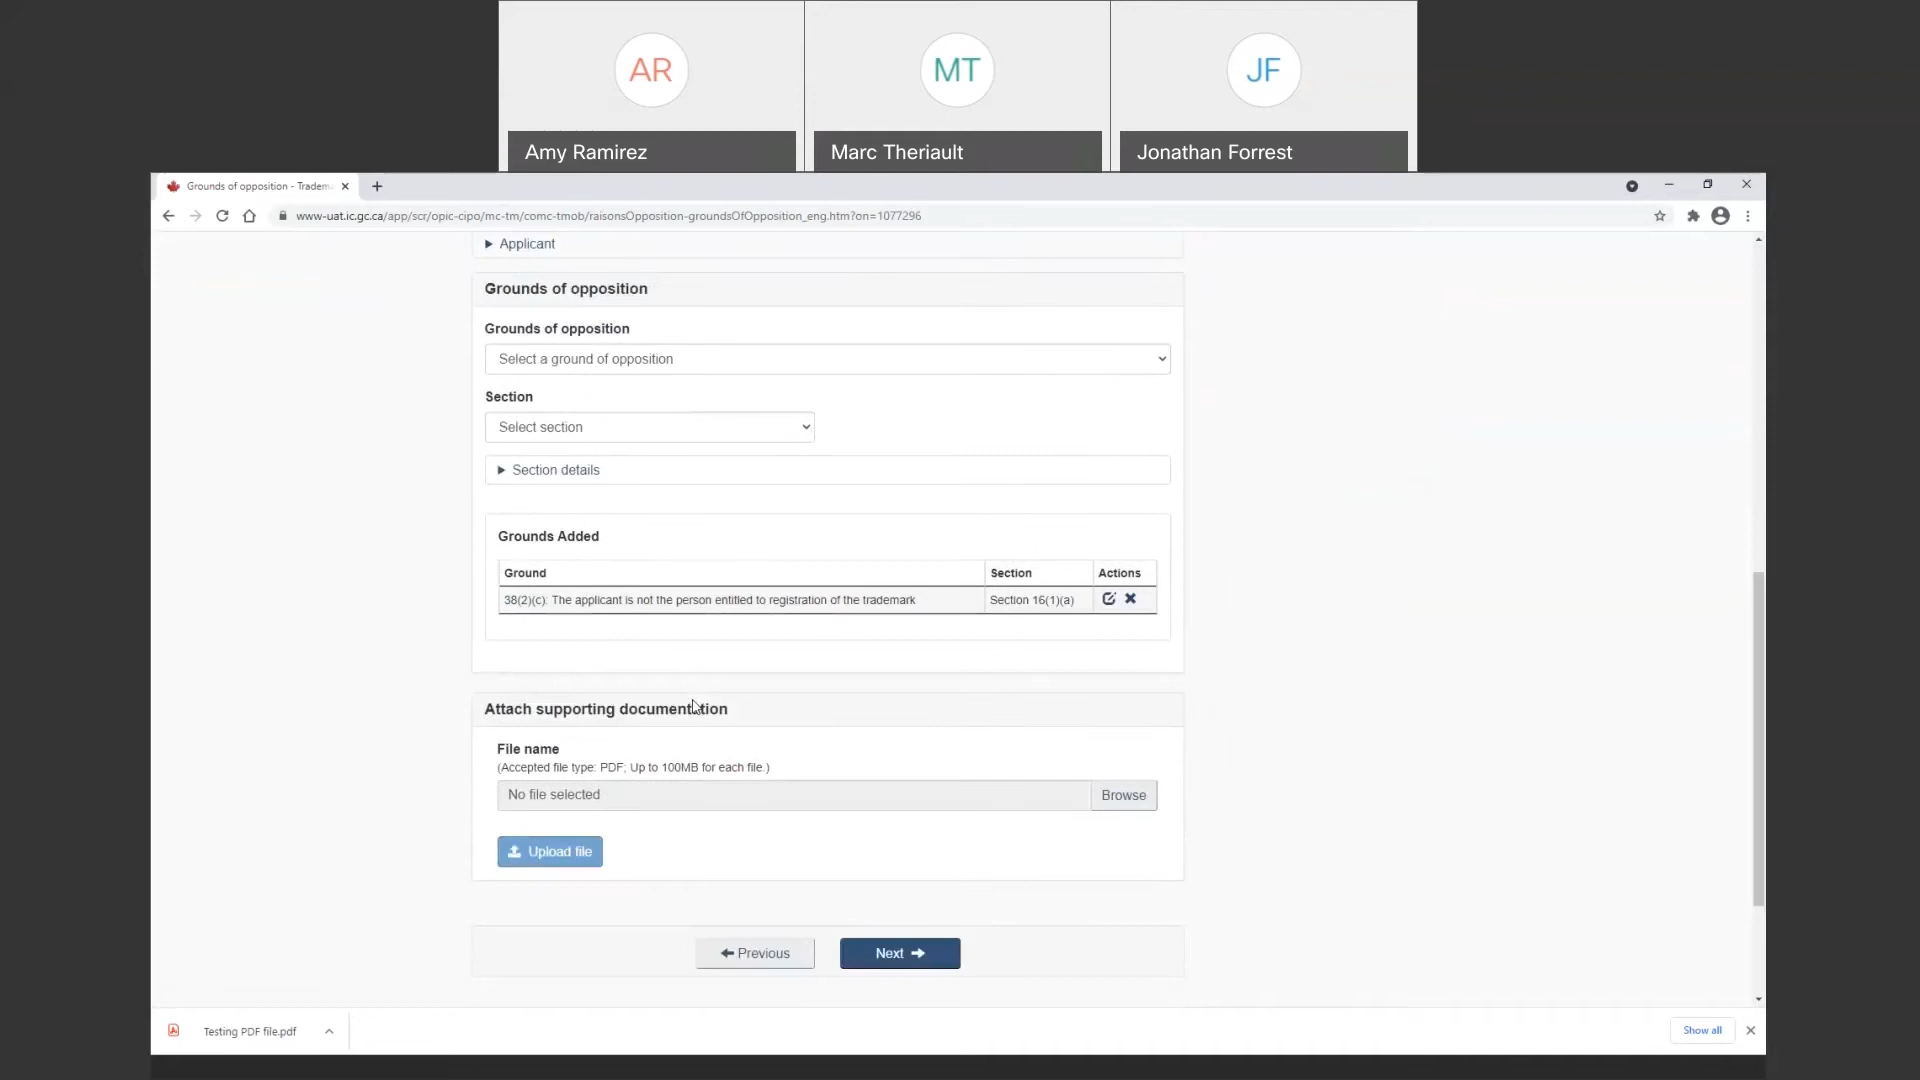 AR
MT
JF
Amy Ramirez
Marc Theriault
Jonathan Forrest
Grounds of opposition - Tradem
www-uat.ic.gc.ca/app/scr/opic-cipo/mc-tm/comc-tmob/raisonsOpposition-groundsOfOpposition_eng.htm?on=1077296
Applicant
Grounds of opposition
Grounds of opposition
Select a ground of opposition
Section
Select section
Section details
Grounds Added
Ground Section Actions
38(2)(c): The applicant is not the person entitled to registration of the trademark Section 16(1)(a)
Attach supporting documentation
File name
(Accepted file type: PDF; Up to 100MB for each file.)
No file selected Browse
Upload file
Previous Next
Testing PDF file.pdf Show all